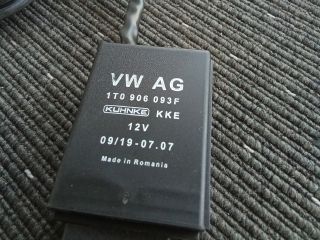 VW AG
1T0 906 093F
KUHNKE KKE
12V
09/19-07.07
Made in Romania